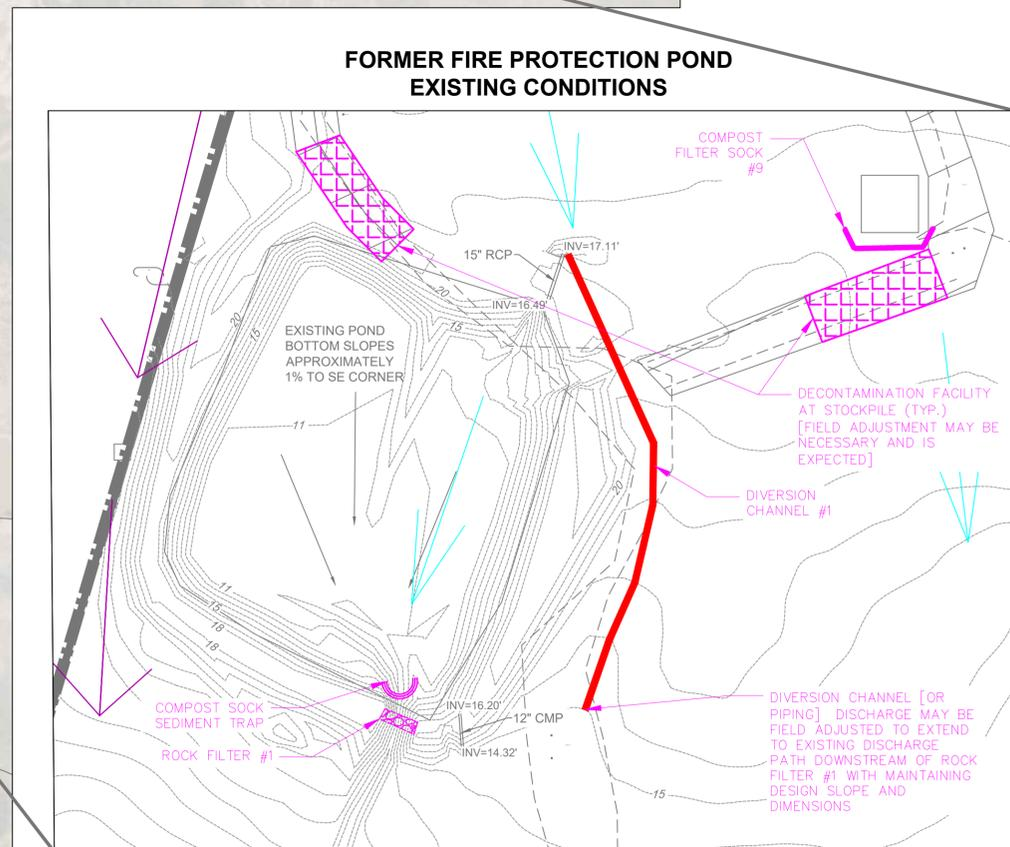 FORMER FIRE PROTECTION POND
EXISTING CONDITIONS
COMPOST
FILTER SOCK
#9
15" RCP
INV=17.11'
INV=16.49'
20
15
20
15
EXISTING POND
BOTTOM SLOPES
APPROXIMATELY
1% TO SE CORNER
11
DECONTAMINATION FACILITY
AT STOCKPILE (TYP.)
[FIELD ADJUSTMENT MAY BE
NECESSARY AND IS
EXPECTED]
DIVERSION
CHANNEL #1
20
11
15
18
18
COMPOST SOCK
SEDIMENT TRAP
ROCK FILTER #1
INV=16.20'
12" CMP
INV=14.32'
DIVERSION CHANNEL [OR
PIPING] DISCHARGE MAY BE
FIELD ADJUSTED TO EXTEND
TO EXISTING DISCHARGE
PATH DOWNSTREAM OF ROCK
FILTER #1 WITH MAINTAINING
DESIGN SLOPE AND
DIMENSIONS
15